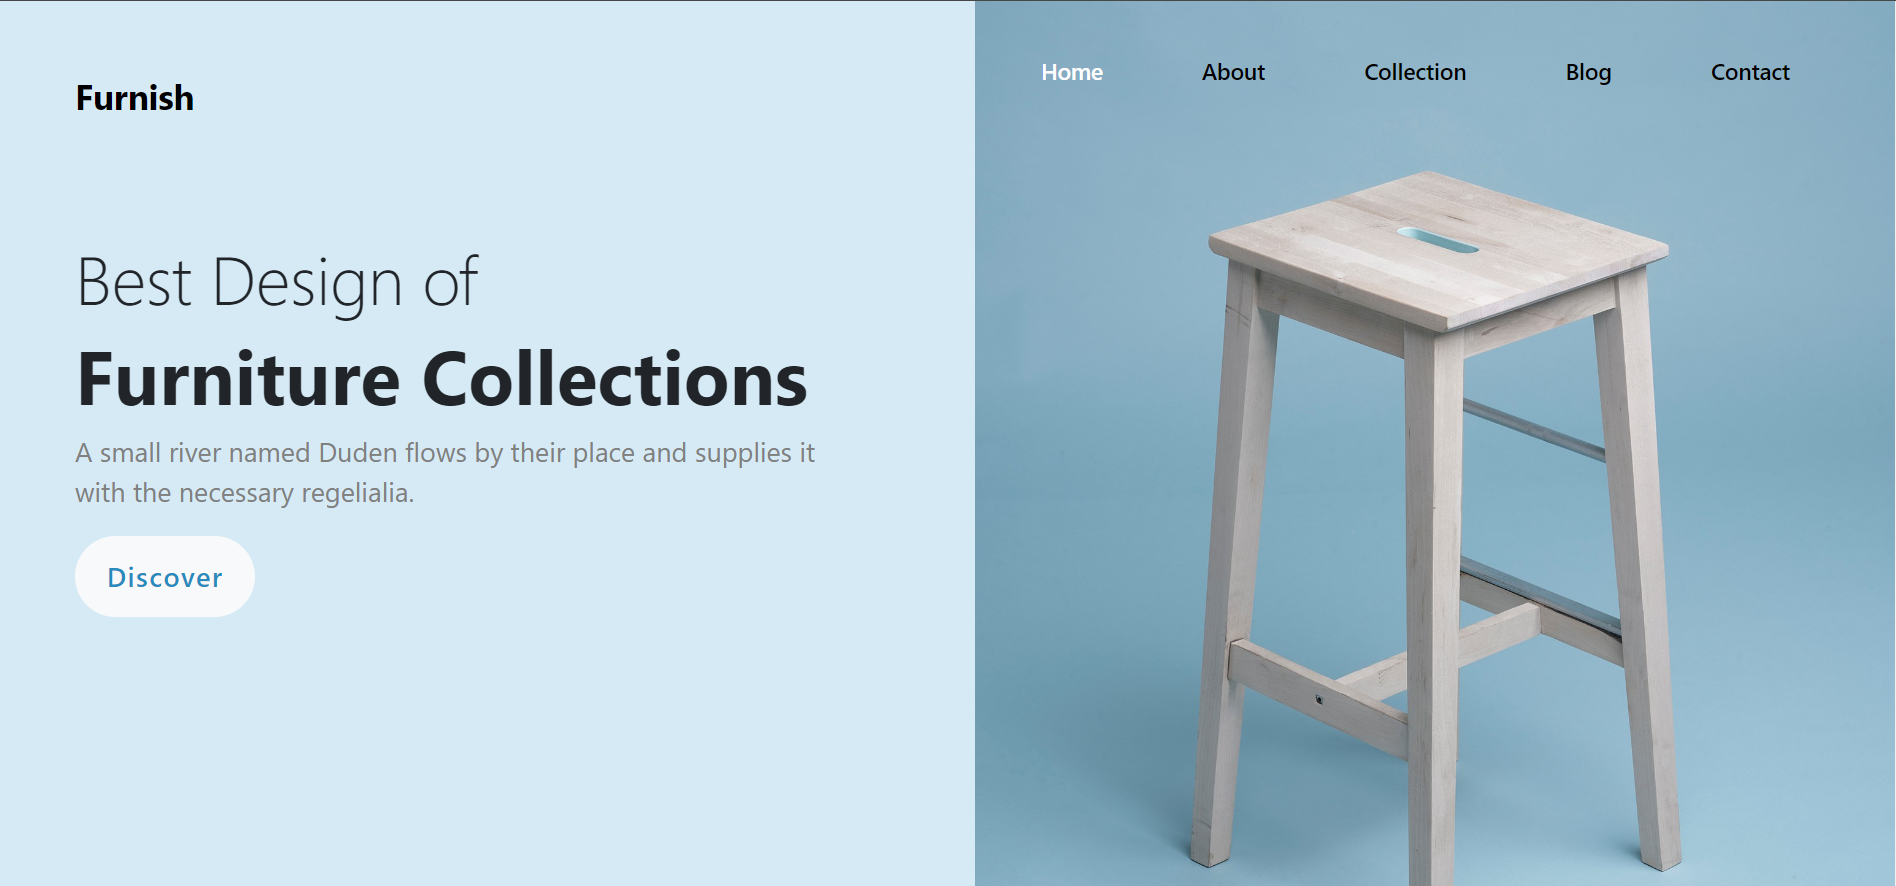 Furnish
Home About Collection Blog Contact
Best Design of
Furniture Collections
A small river named Duden flows by their place and supplies it
with the necessary regelialia.
Discover